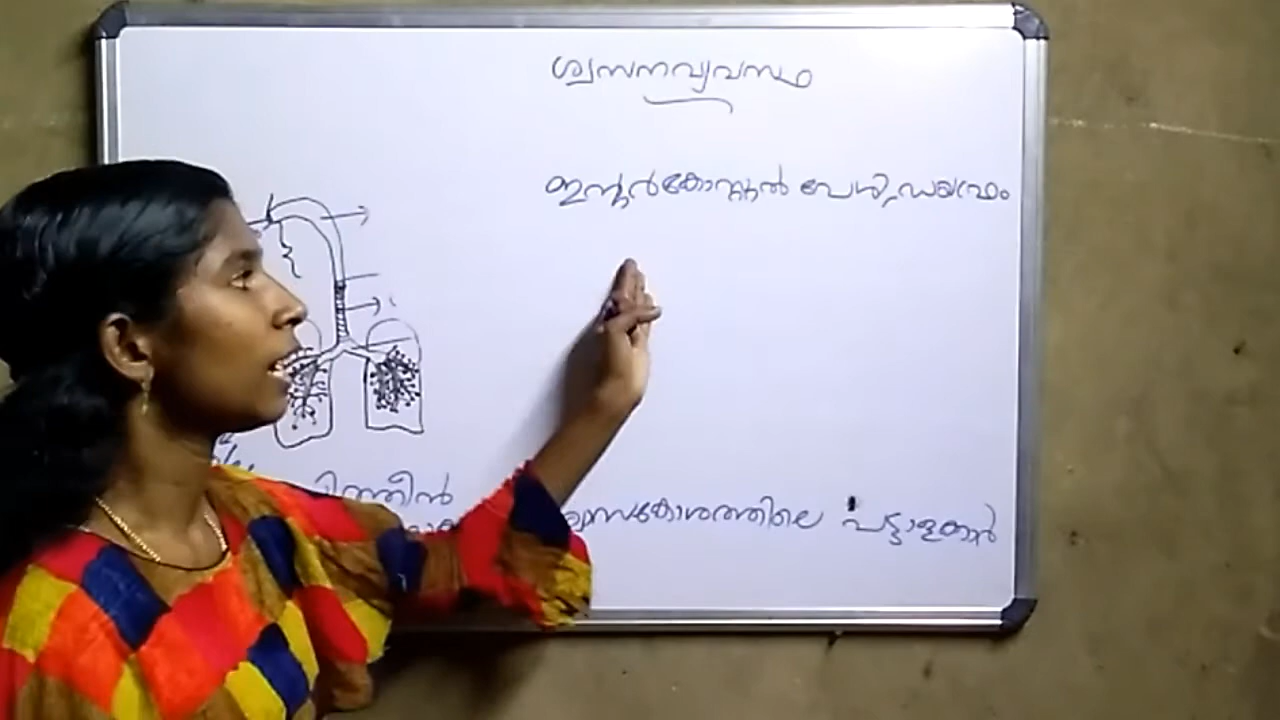 ശ്വസനവ്യവസ്ഥ
ഇന്റർകോസ്റ്റൽ പേശി, ഡയഫ്രം
ശ്വാസകോശത്തിലെ പട്ടാളക്കാർ